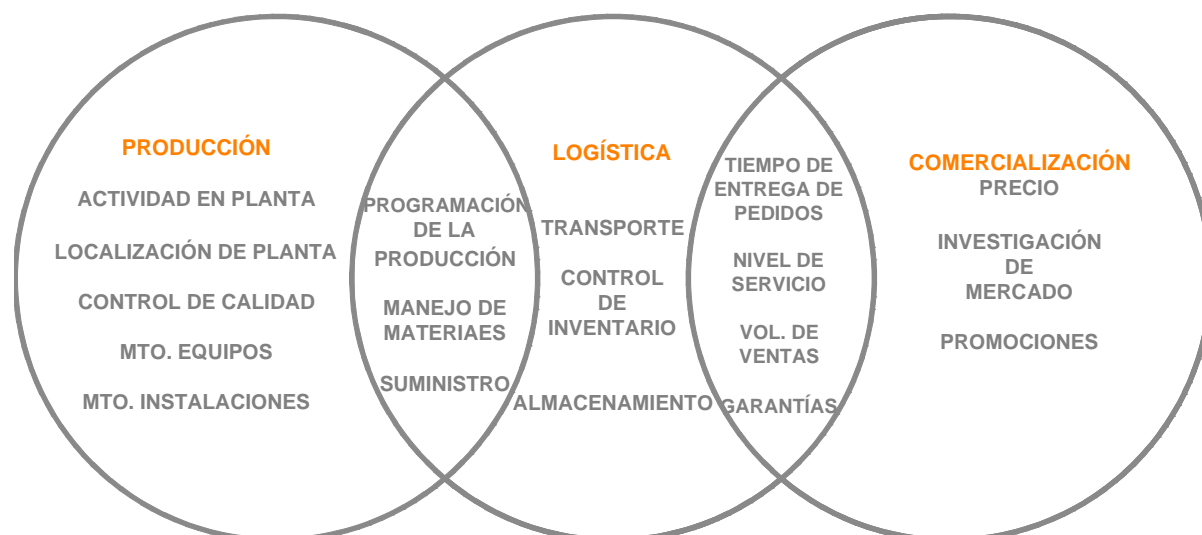 PRODUCCIÓN
ACTIVIDAD EN PLANTA
LOCALIZACIÓN DE PLANTA
CONTROL DE CALIDAD
MTO. EQUIPOS
MTO. INSTALACIONES
PROGRAMACIÓN
DE LA
PRODUCCIÓN
MANEJO DE
MATERIAES
SUMINISTRO
LOGÍSTICA
TRANSPORTE
CONTROL
DE
INVENTARIO
ALMACENAMIENTO
TIEMPO DE
ENTREGA DE
PEDIDOS
NIVEL DE
SERVICIO
VOL. DE
VENTAS
GARANTÍAS
COMERCIALIZACIÓN
PRECIO
INVESTIGACIÓN
DE
MERCADO
PROMOCIONES